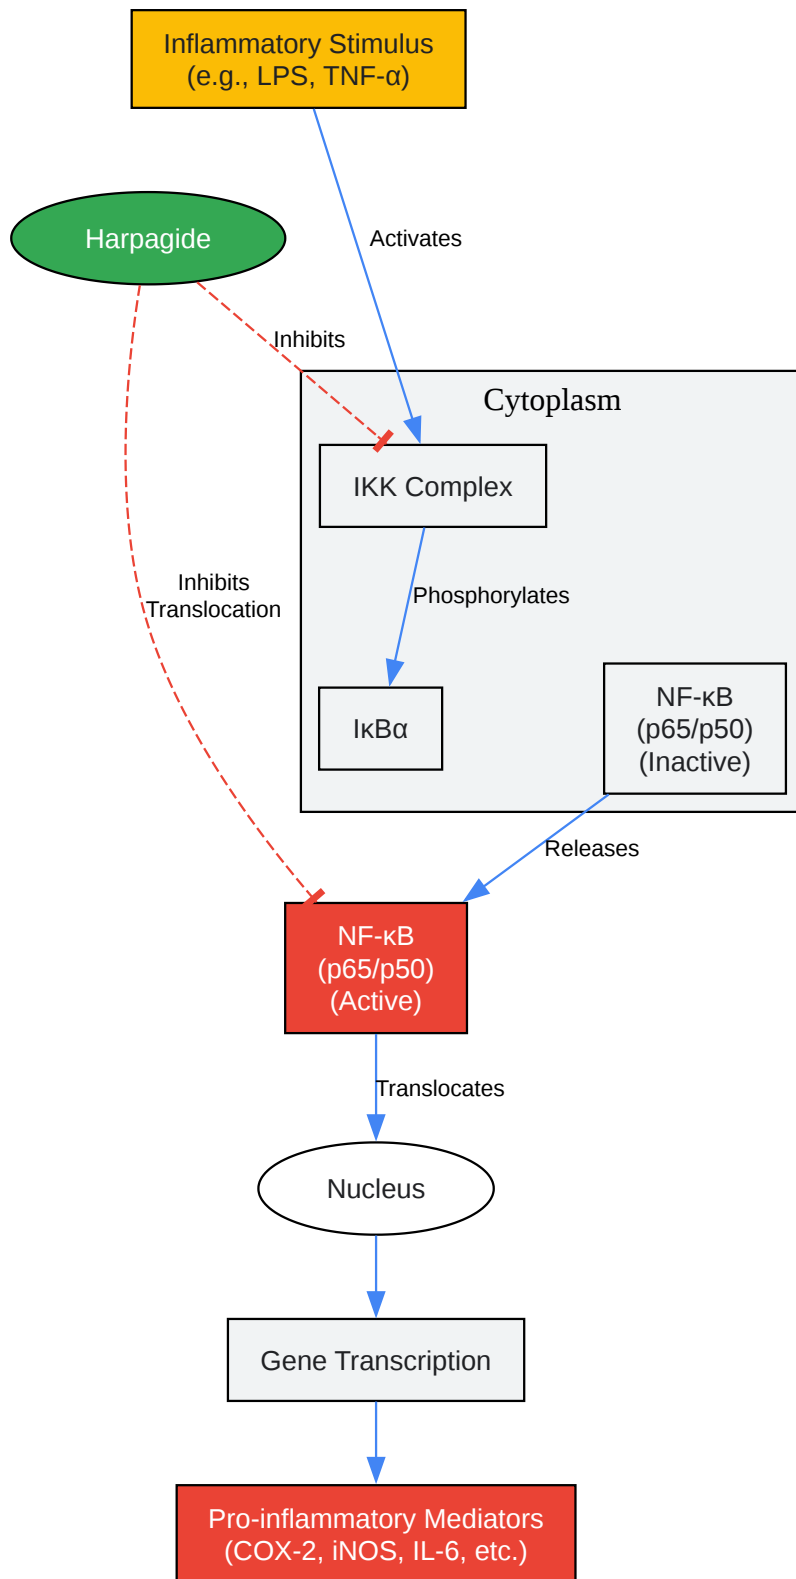 Inflammatory Stimulus
(e.g., LPS, TNF-α)
Harpagide
Activates
Inhibits
Cytoplasm
IKK Complex
Inhibits
Translocation
Phosphorylates
IκBα
NF-κB
(p65/p50)
(Inactive)
Releases
NF-κB
(p65/p50)
(Active)
Translocates
Nucleus
Gene Transcription
Pro-inflammatory Mediators
(COX-2, iNOS, IL-6, etc.)